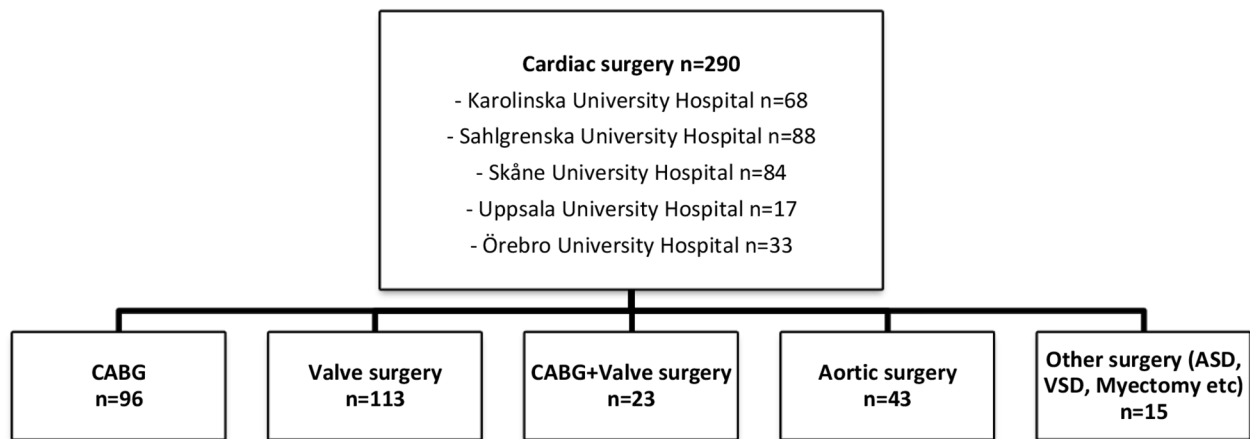 Cardiac surgery n=290
- Karolinska University Hospital n=68
- Sahlgrenska University Hospital n=88
- Skåne University Hospital n=84
- Uppsala University Hospital n=17
- Örebro University Hospital n=33
CABG
n=96
Valve surgery
n=113
CABG+Valve surgery
n=23
Aortic surgery
n=43
Other surgery (ASD,
VSD, Myectomy etc)
n=15